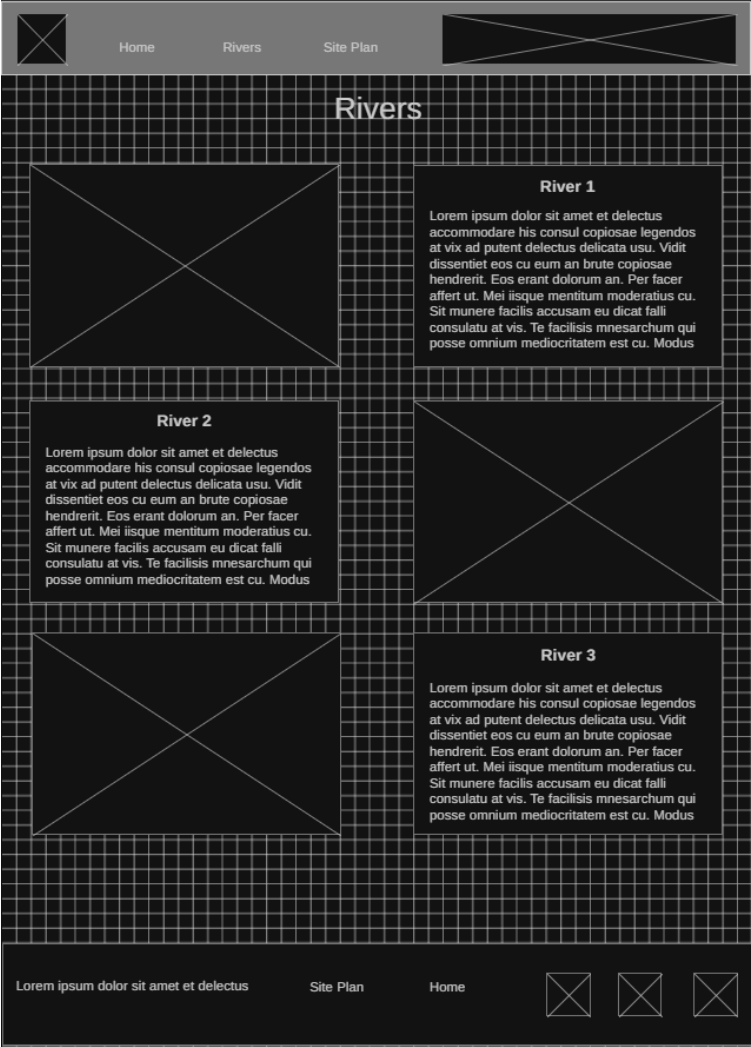 Home
Rivers
Site Plan
Rivers
River 1
Lorem ipsum dolor sit amet et delectus
accommodare his consul copiosae legendos
at vix ad putent delectus delicata usu. Vidit
dissentiet eos cu eum an brute copiosae
hendrerit. Eos erant dolorum an. Per facer
affert ut. Mei iisque mentitum moderatius cu.
Sit munere facilis accusam eu dicat falli
consulatu at vis. Te facilisis mnesarchum qui
posse omnium mediocritatem est cu. Modus
River 2
Lorem ipsum dolor sit amet et delectus
accommodare his consul copiosae legendos
at vix ad putent delectus delicata usu. Vidit
dissentiet eos cu eum an brute copiosae
hendrerit. Eos erant dolorum an. Per facer
affert ut. Mei iisque mentitum moderatius cu.
Sit munere facilis accusam eu dicat falli
consulatu at vis. Te facilisis mnesarchum qui
posse omnium mediocritatem est cu. Modus
River 3
Lorem ipsum dolor sit amet et delectus
accommodare his consul copiosae legendos
at vix ad putent delectus delicata usu. Vidit
dissentiet eos cu eum an brute copiosae
hendrerit. Eos erant dolorum an. Per facer
affert ut. Mei iisque mentitum moderatius cu.
Sit munere facilis accusam eu dicat falli
consulatu at vis. Te facilisis mnesarchum qui
posse omnium mediocritatem est cu. Modus
Lorem ipsum dolor sit amet et delectus
Site Plan
Home